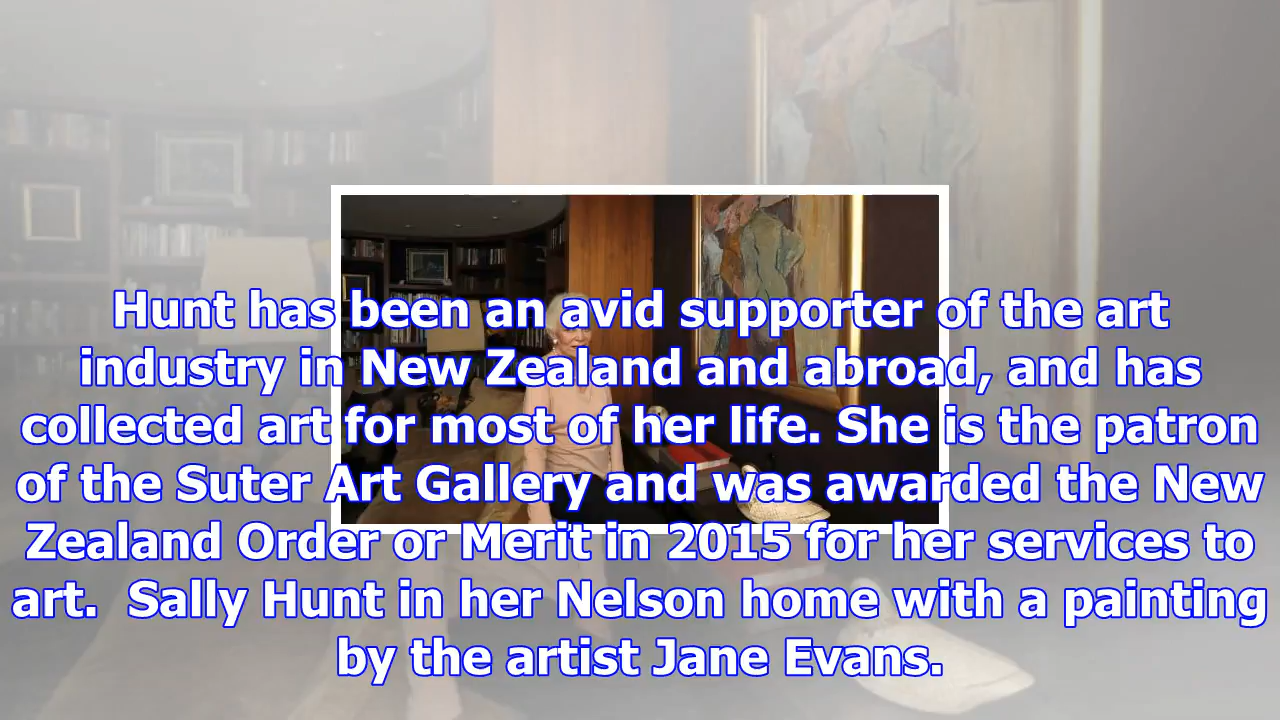 Hunt has been an avid supporter of the art
industry in New Zealand and abroad, and has
collected art for most of her life. She is the patron
of the Suter Art Gallery and was awarded the New
Zealand Order or Merit in 2015 for her services to
art.  Sally Hunt in her Nelson home with a painting
by the artist Jane Evans.